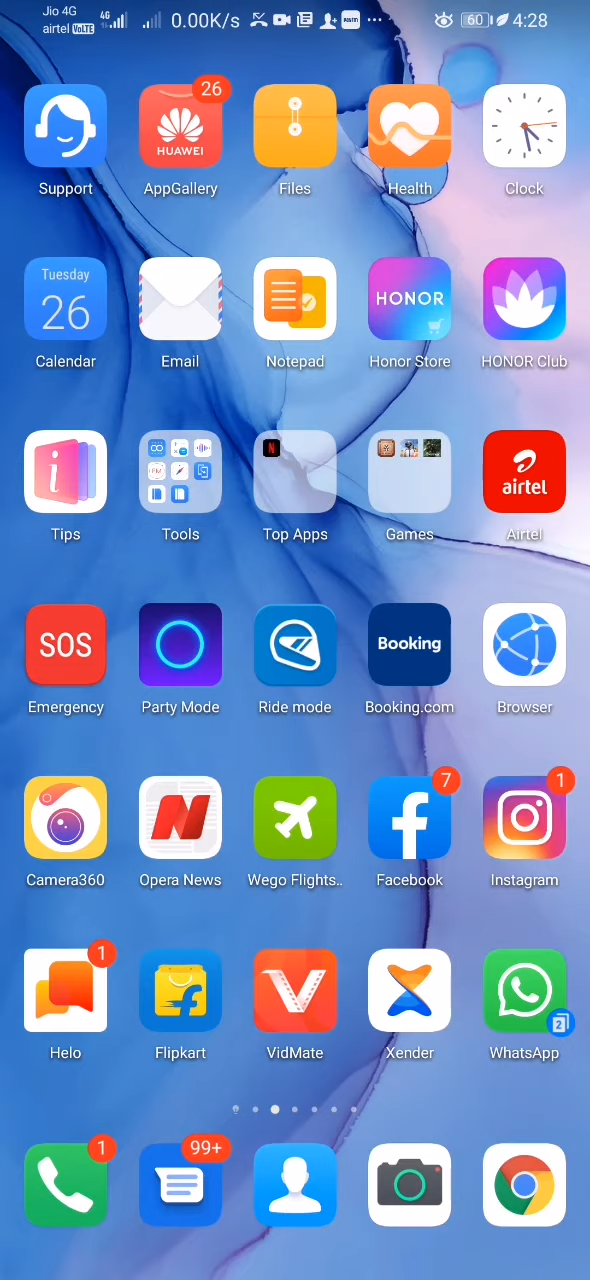 Jio 4G 4G 0.00K/s 60 4:28
airtel VoLTE
26
HUAWEI
Support AppGallery Files Health Clock
Tuesday
26
HONOR
Calendar Email Notepad Honor Store HONOR Club
airtel
Tips Tools Top Apps Games Airtel
SOS Booking
Emergency Party Mode Ride mode Booking.com Browser
7 1
Camera360 Opera News Wego Flights.. Facebook Instagram
1
2
Helo Flipkart VidMate Xender WhatsApp
1 99+